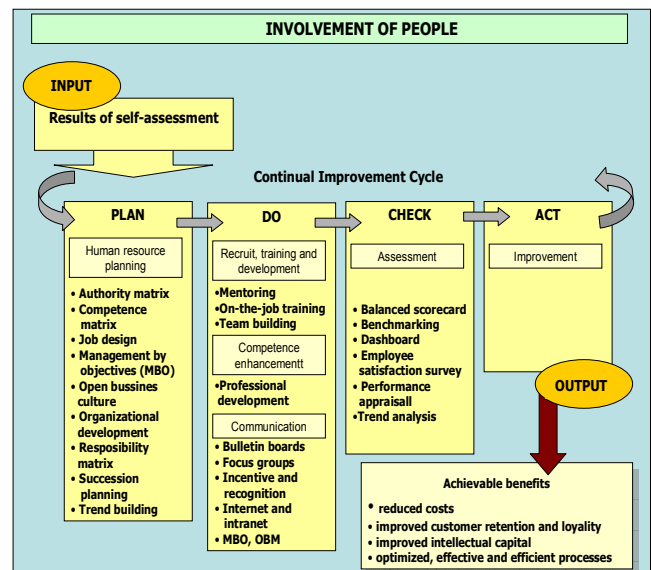 INVOLVEMENT OF PEOPLE
INPUT
Results of self-assessment
Continual Improvement Cycle
PLAN
Human resource
planning
• Authority matrix
• Competence
matrix
• Job design
• Management by
objectives (MBO)
• Open bussines
culture
• Organizational
development
• Resposibility
matrix
• Succession
planning
• Trend building
DO
Recruit, training and
development
•Mentoring
•On-the-job training
•Team building
Competence
enhancementt
•Professional
development
Communication
• Bulletin boards
• Focus groups
• Incentive and
recognition
• Internet and
intranet
• MBO, OBM
CHECK
Assessment
• Balanced scorecard
• Benchmarking
• Dashboard
• Employee
satisfaction survey
• Performance
appraisall
•Trend analysis
ACT
Improvement
OUTPUT
Achievable benefits
• reduced costs
• improved customer retention and loyality
• improved intellectual capital
• optimized, effective and efficient processes